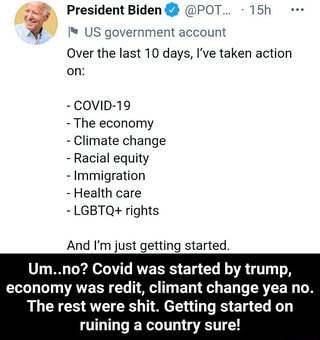 President Biden @POT... · 15h ...
US government account
Over the last 10 days, I've taken action
on:
- COVID-19
- The economy
- Climate change
- Racial equity
- Immigration
- Health care
- LGBTQ+ rights
And I'm just getting started.
Um..no? Covid was started by trump,
economy was redit, climant change yea no.
The rest were shit. Getting started on
ruining a country sure!